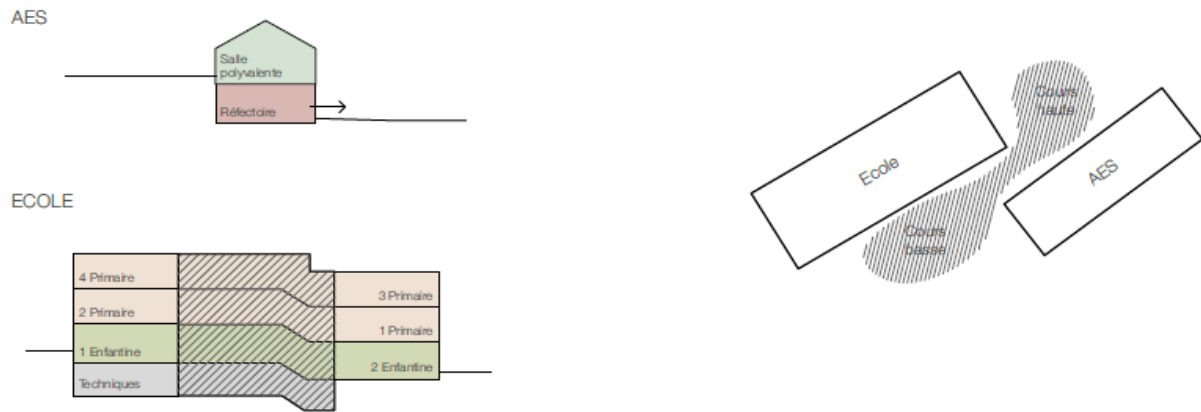 AES
Salle
polyvalente
Réfectoire
Cours
haute
AES
Ecole
Cours
basse
ECOLE
4 Primaire
3 Primaire
2 Primaire
1 Primaire
1 Enfantine
2 Enfantine
Techniques